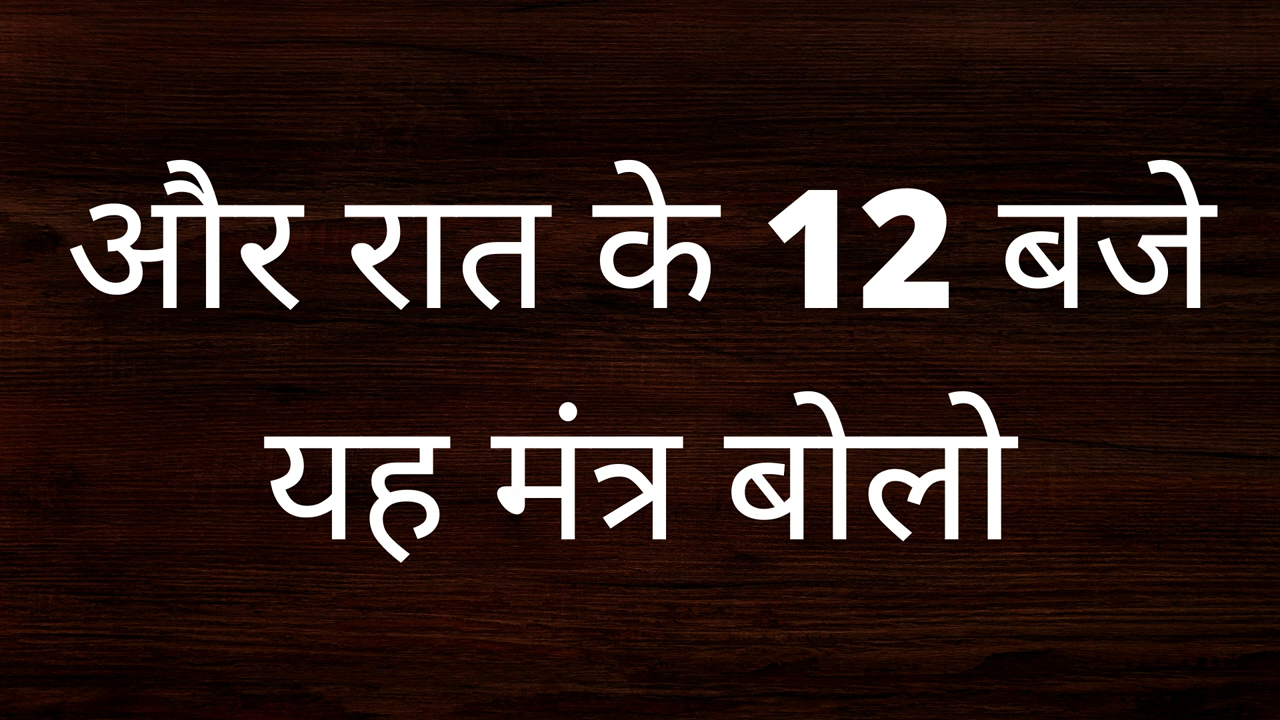 और रात के 12 बजे
यह मंत्र बोलो